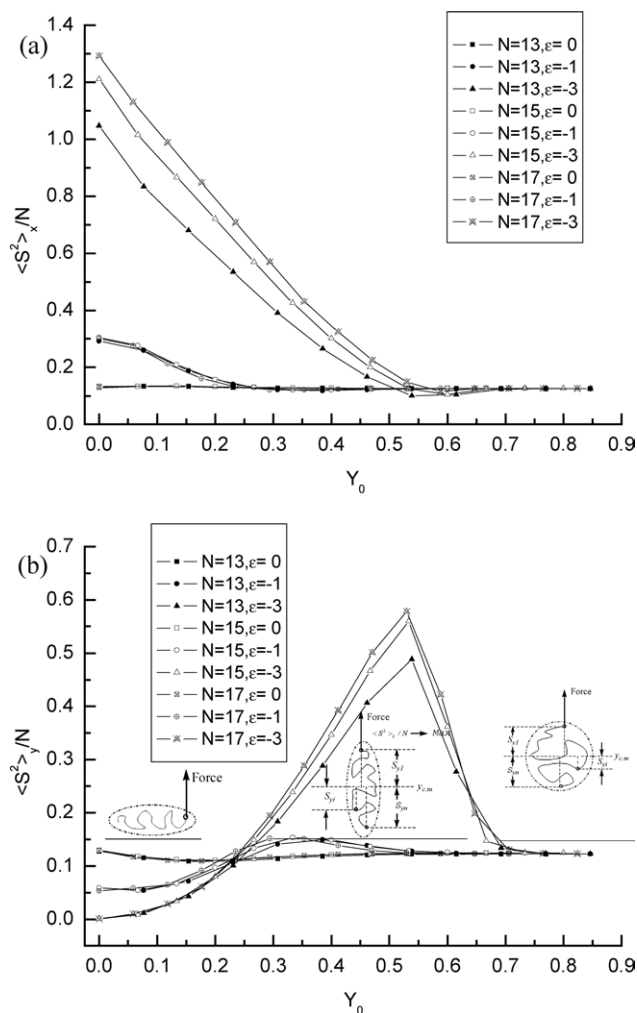 (a)
1.4
1.2
1.0
0.8
0.6
0.4
0.2
0.0
<S²>ₓ/N
N=13,ε= 0
N=13,ε=-1
N=13,ε=-3
N=15,ε= 0
N=15,ε=-1
N=15,ε=-3
N=17,ε= 0
N=17,ε=-1
N=17,ε=-3
0.0 0.1 0.2 0.3 0.4 0.5 0.6 0.7 0.8 0.9
Y₀
(b)
0.7
0.6
0.5
0.4
0.3
0.2
0.1
0.0
<S²>y/N
N=13,ε= 0
N=13,ε=-1
N=13,ε=-3
N=15,ε= 0
N=15,ε=-1
N=15,ε=-3
N=17,ε= 0
N=17,ε=-1
N=17,ε=-3
Force
Force
<S²>y/N Max
Sy1
Syi
Syn
yc.m
Force
Sy1
Syi
Syn
yc.m
0.0 0.1 0.2 0.3 0.4 0.5 0.6 0.7 0.8 0.9
Y₀